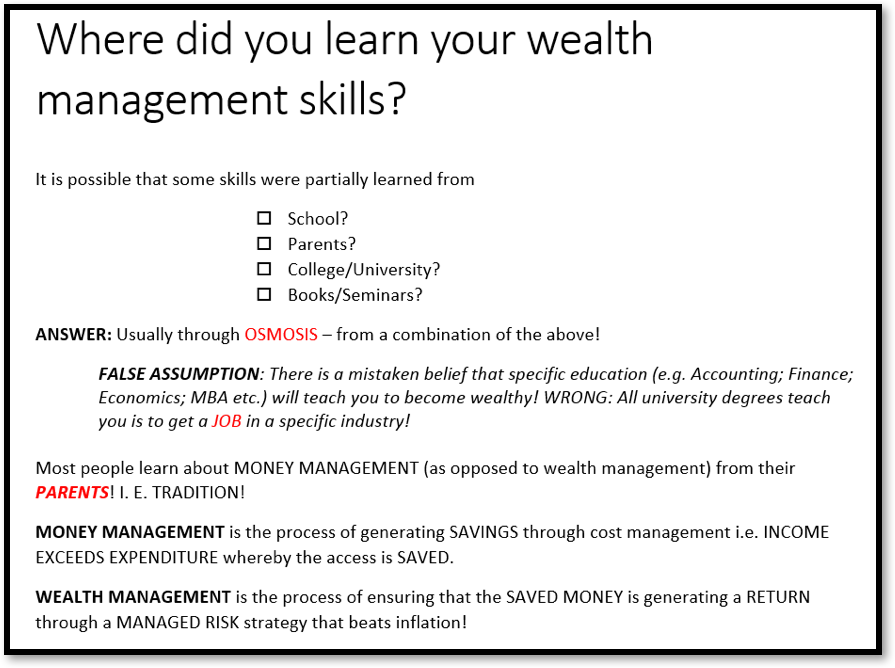 Where did you learn your wealth
management skills?
It is possible that some skills were partially learned from
☐ School?
☐ Parents?
☐ College/University?
☐ Books/Seminars?
ANSWER: Usually through OSMOSIS – from a combination of the above!
FALSE ASSUMPTION: There is a mistaken belief that specific education (e.g. Accounting; Finance;
Economics; MBA etc.) will teach you to become wealthy! WRONG: All university degrees teach
you is to get a JOB in a specific industry!
Most people learn about MONEY MANAGEMENT (as opposed to wealth management) from their
PARENTS! I. E. TRADITION!
MONEY MANAGEMENT is the process of generating SAVINGS through cost management i.e. INCOME
EXCEEDS EXPENDITURE whereby the access is SAVED.
WEALTH MANAGEMENT is the process of ensuring that the SAVED MONEY is generating a RETURN
through a MANAGED RISK strategy that beats inflation!